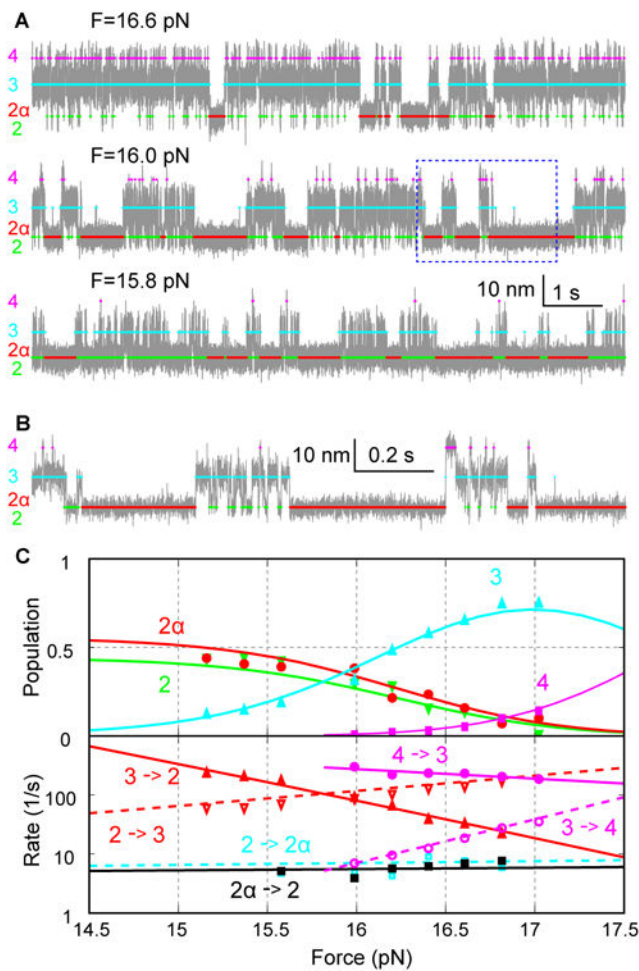 A
F=16.6 pN
4
3
2α
2
F=16.0 pN
4
3
2α
2
F=15.8 pN
10 nm 1 s
4
3
2α
2
B
4
10 nm 0.2 s
3
2α
2
C
1
3
Population
0.5
2α
2
4
0
Rate (1/s)
3 -> 2
4 -> 3
100
2 -> 3
3 -> 4
2 -> 2α
10
2α -> 2
1
14.5 15 15.5 16 16.5 17 17.5
Force (pN)